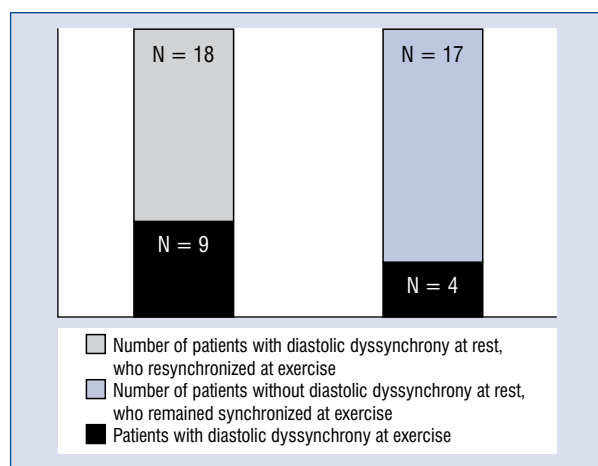 N = 18
N = 17
N = 9
N = 4
Number of patients with diastolic dyssynchrony at rest,
who resynchronized at exercise
Number of patients without diastolic dyssynchrony at rest,
who remained synchronized at exercise
Patients with diastolic dyssynchrony at exercise